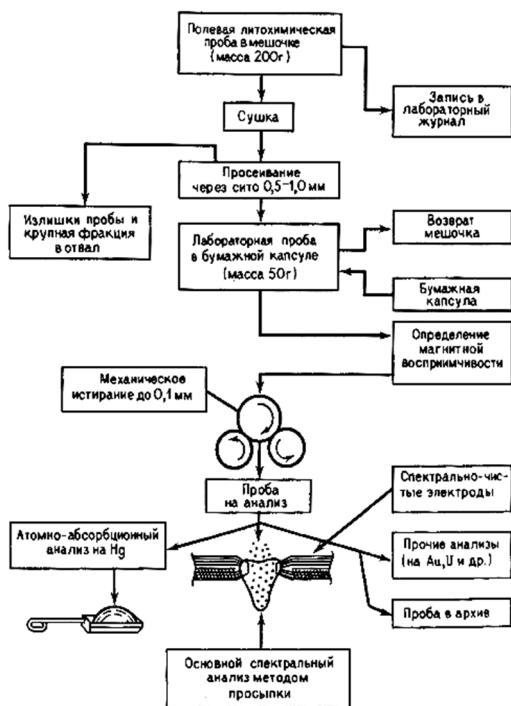 Полевая литохимическая
проба в мешочке
(масса 200г)
Запись в
лабораторный
журнал
Сушка
Просеивание
через сито 0,5–1,0 мм
Излишки пробы и
крупная фракция
в отвал
Лабораторная проба
в бумажной капсуле
(масса 50г)
Возврат
мешочка
Бумажная
капсула
Определение
магнитной
восприимчивости
Механическое
истирание до 0,1 мм
Проба
на анализ
Спектрально-чис-
тые электроды
Атомно-абсорбционный
анализ на Hg
Прочие анализы
(на Au,U и др.)
Проба в архив
Основной спектральный
анализ методом
просыпки